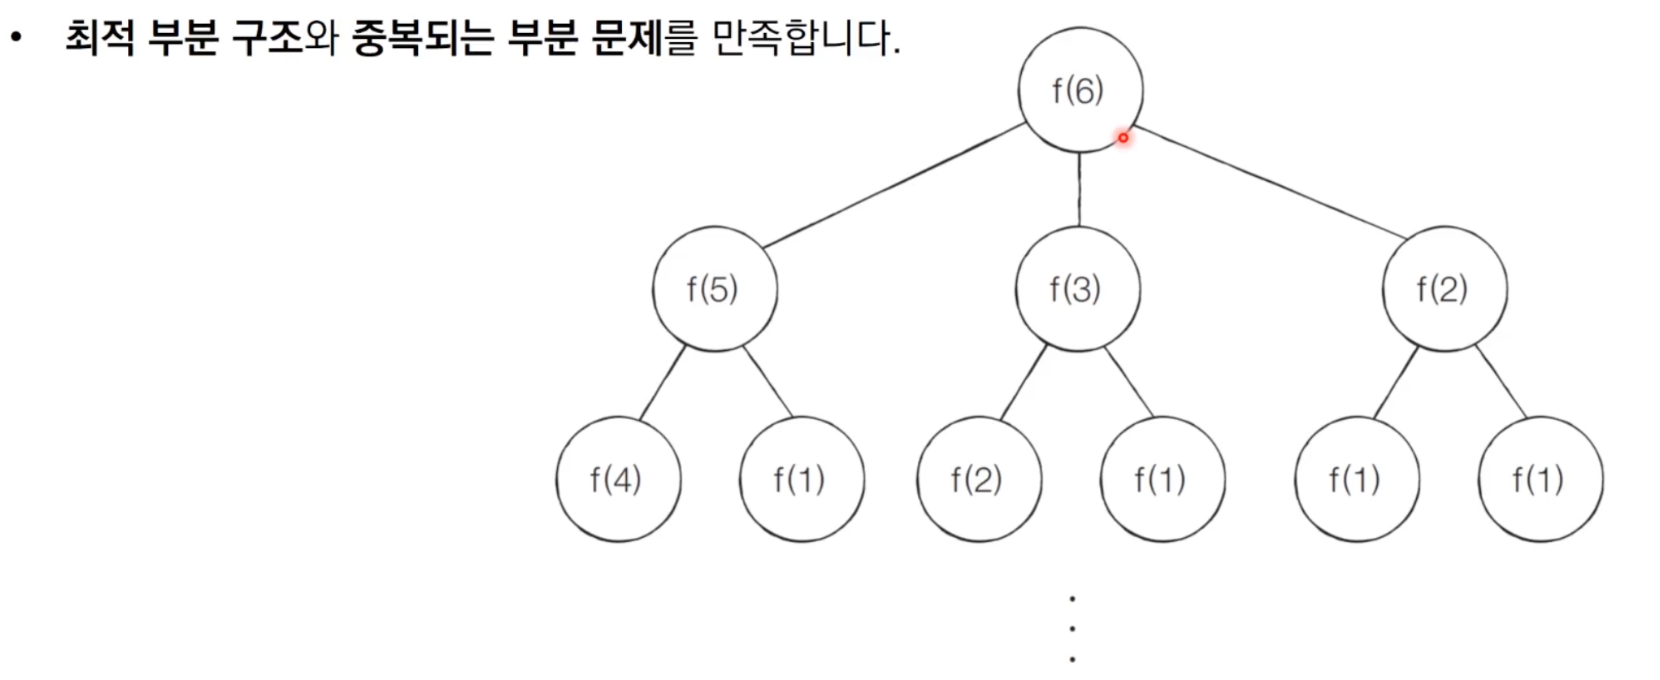 • 최적 부분 구조와 중복되는 부분 문제를 만족합니다.
f(6)
f(5) f(3) f(2)
f(4) f(1) f(2) f(1) f(1) f(1)